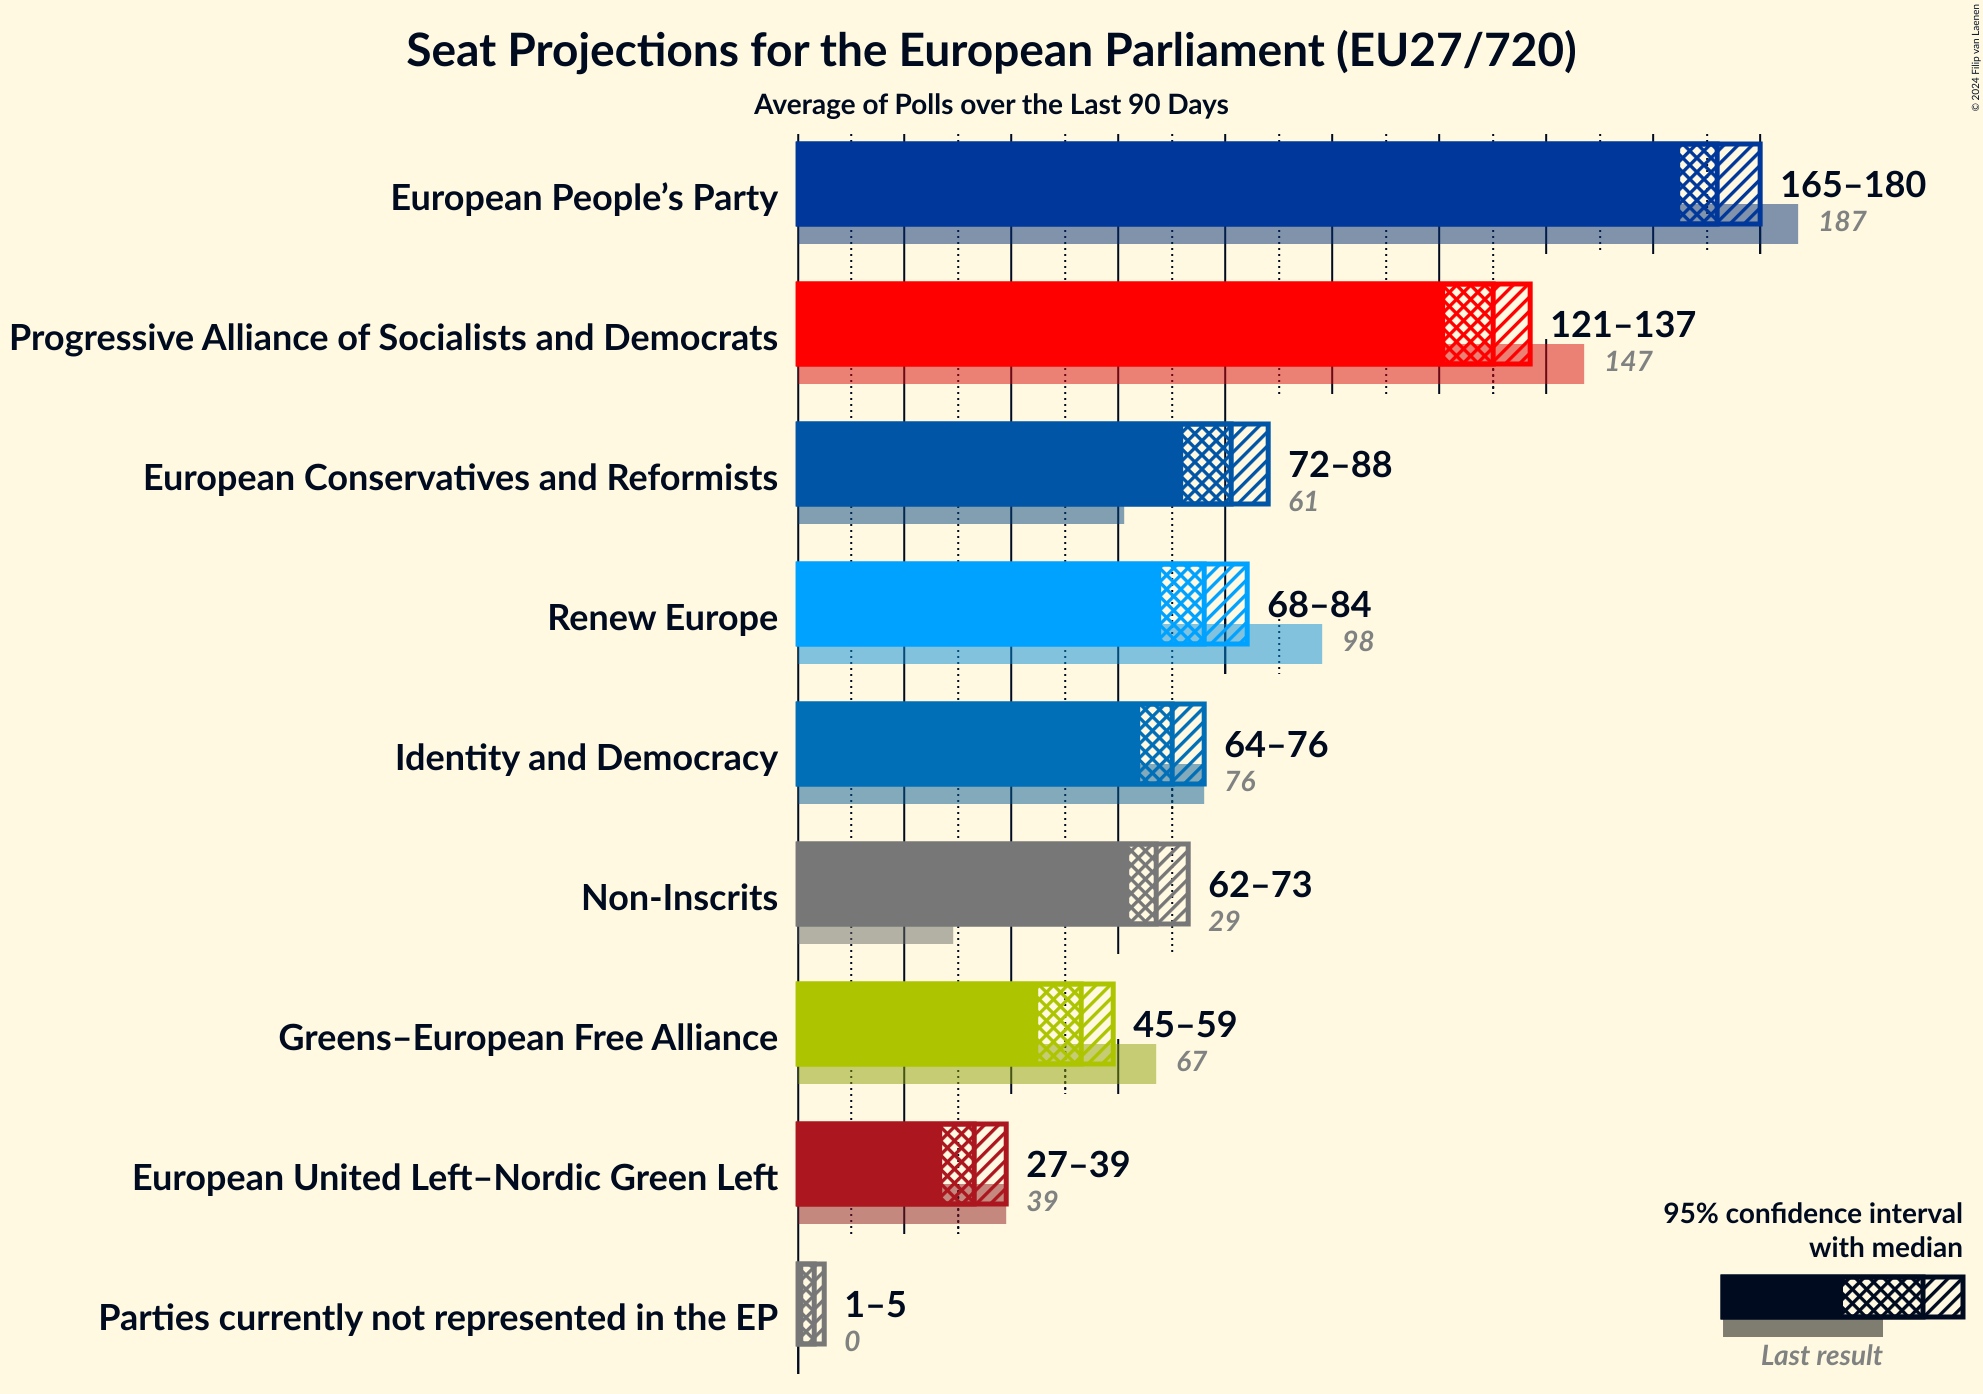 Seat Projections for the European Parliament (EU27/720)
Average of Polls over the Last 90 Days
© 2024 Filip van Laenen
European People’s Party
165–180
187
Progressive Alliance of Socialists and Democrats
121–137
147
European Conservatives and Reformists
72–88
61
Renew Europe
68–84
98
Identity and Democracy
64–76
76
Non-Inscrits
62–73
29
Greens–European Free Alliance
45–59
67
European United Left–Nordic Green Left
27–39
39
Parties currently not represented in the EP
1–5
0
95% confidence interval
with median
Last result